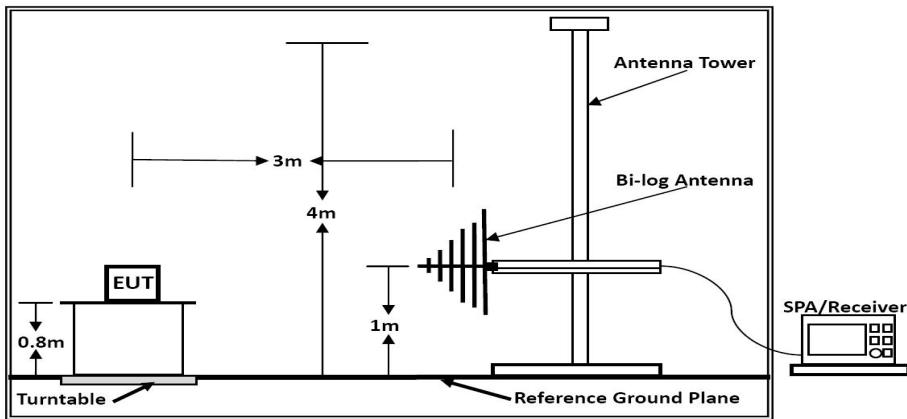 Antenna Tower
3m
Bi-log Antenna
4m
EUT
SPA/Receiver
0.8m
1m
Turntable
Reference Ground Plane